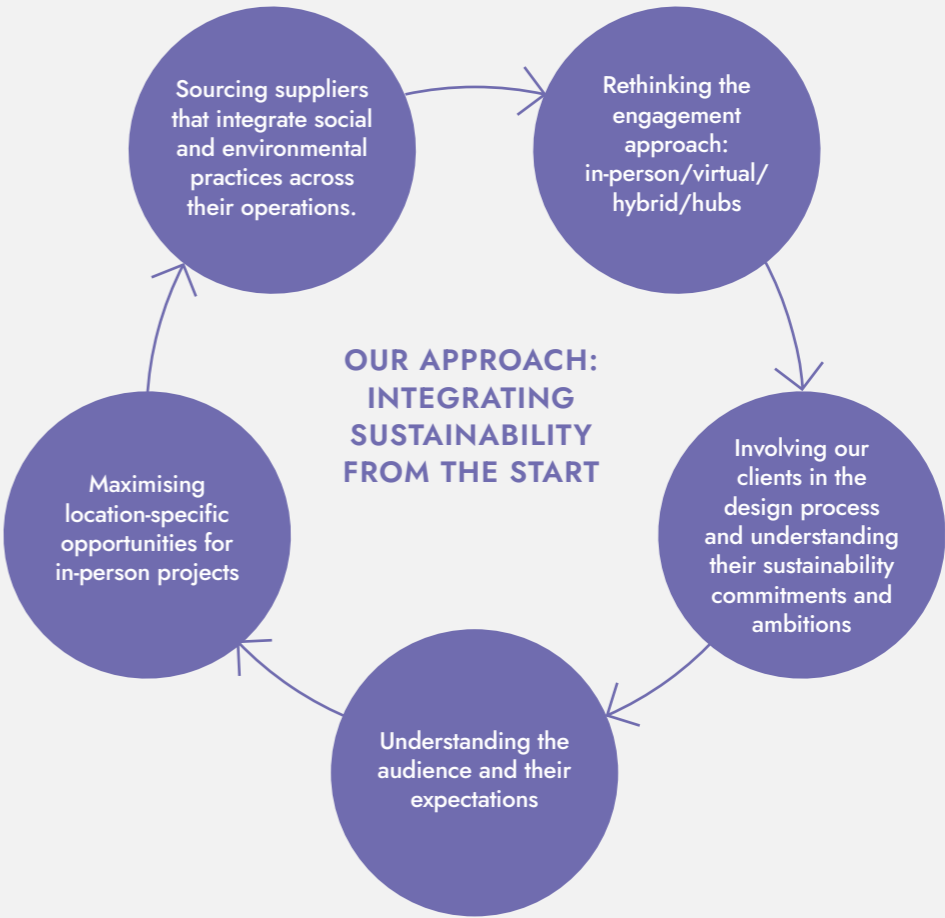 Sourcing suppliers
that integrate social
and environmental
practices across
their operations.
Rethinking the
engagement
approach:
in-person/virtual/
hybrid/hubs
OUR APPROACH:
INTEGRATING
SUSTAINABILITY
FROM THE START
Involving our
clients in the
design process
and understanding
their sustainability
commitments and
ambitions
Understanding the
audience and their
expectations
Maximising
location-specific
opportunities for
in-person projects